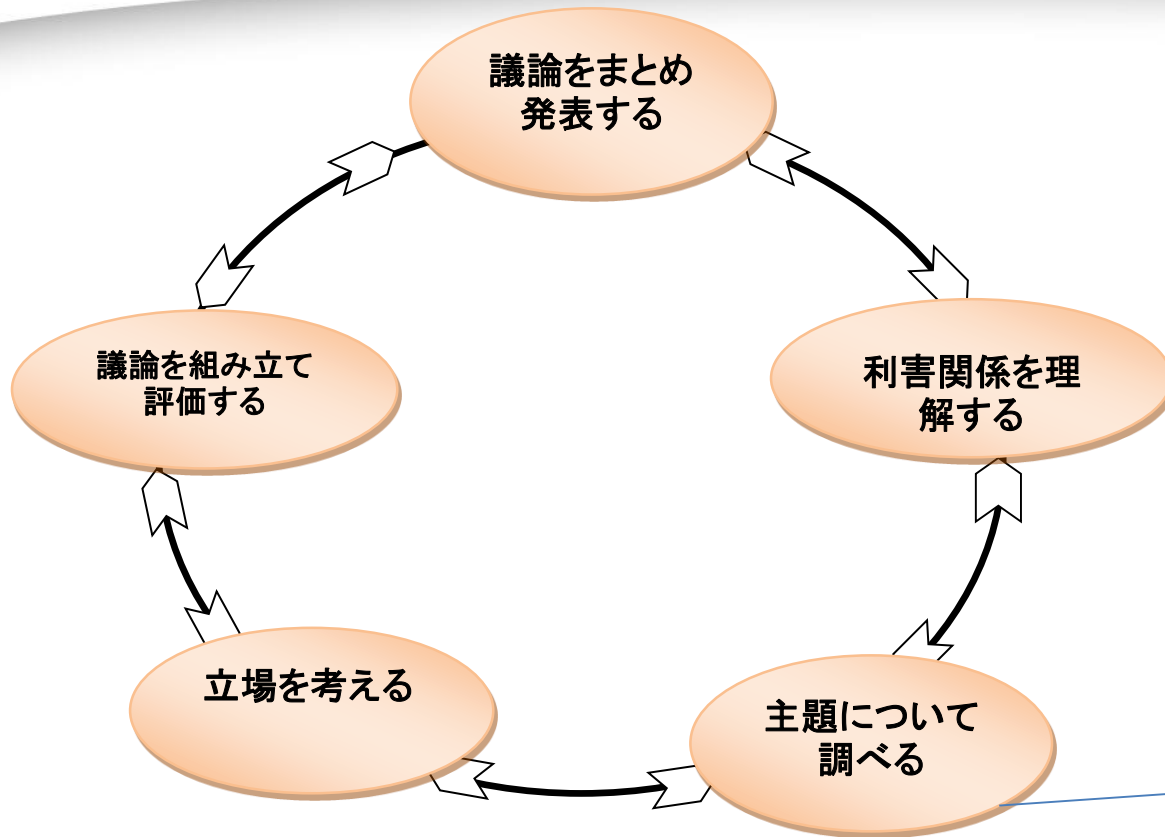 議論をまとめ
発表する
利害関係を理
解する
主題について
調べる
立場を考える
議論を組み立て
評価する